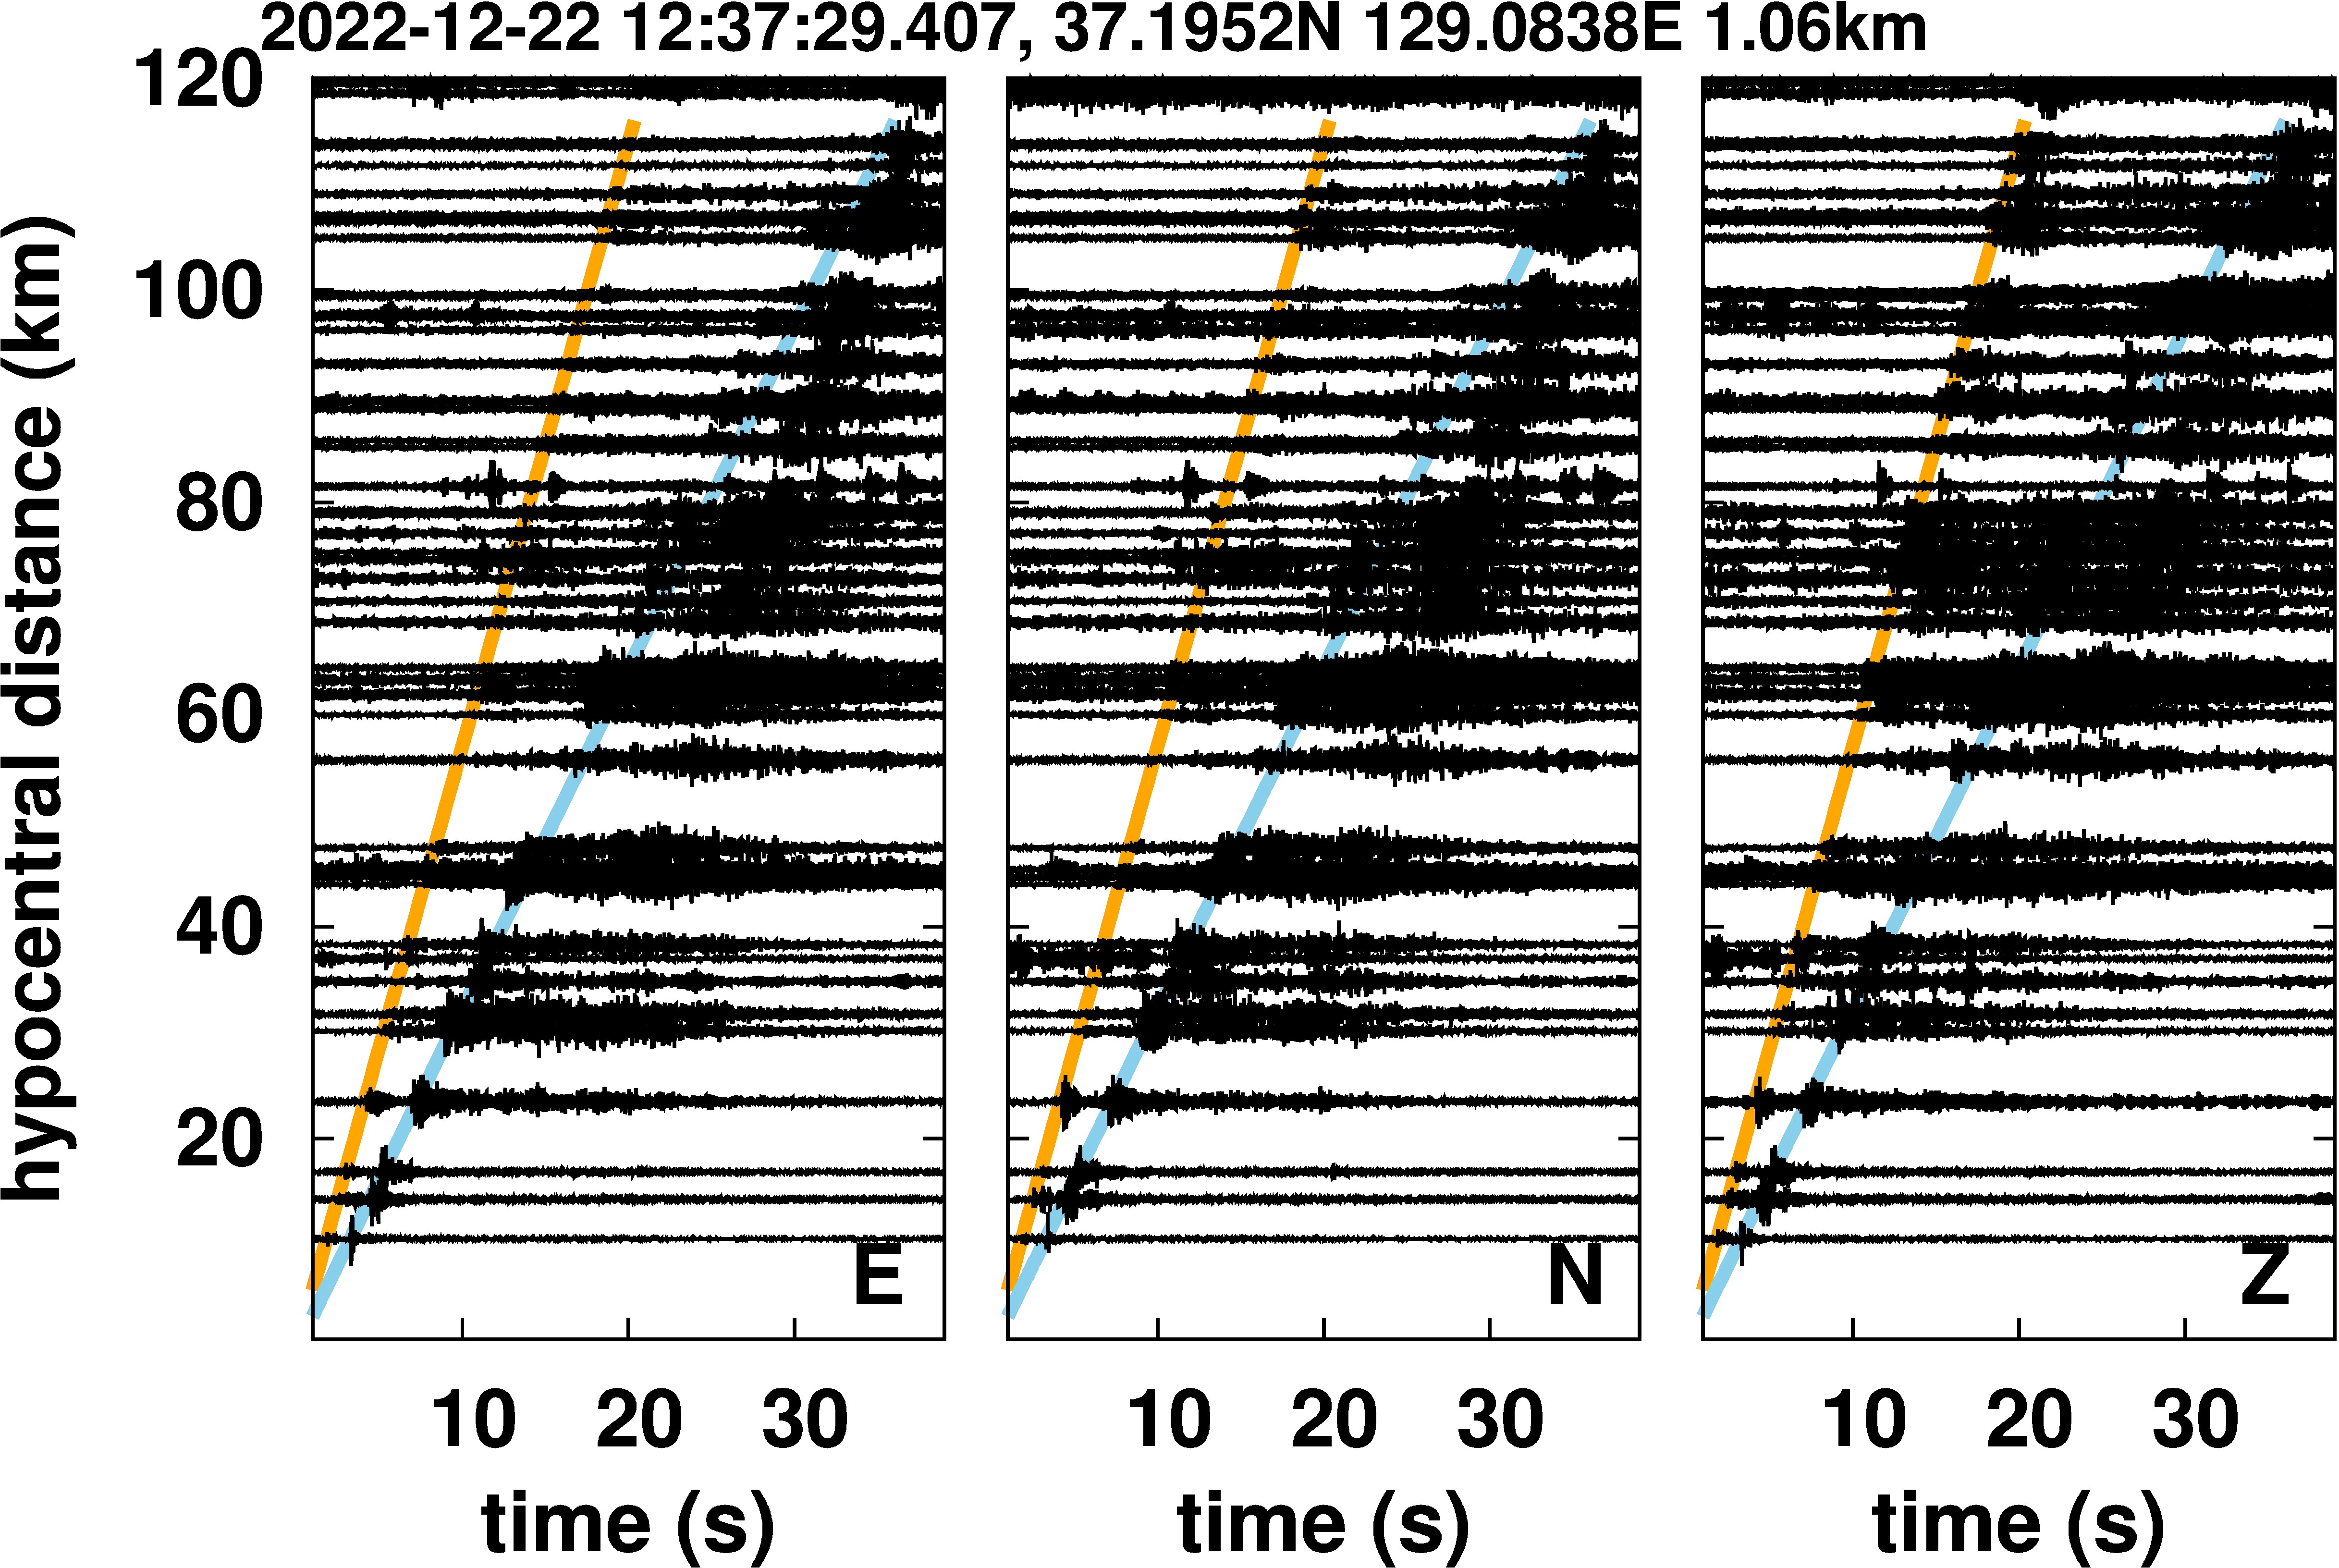 2022-12-22 12:37:29.407, 37.1952N 129.0838E 1.06km
hypocentral distance (km)
120
100
80
60
40
20
E
N
Z
10 20 30
10 20 30
10 20 30
time (s)
time (s)
time (s)